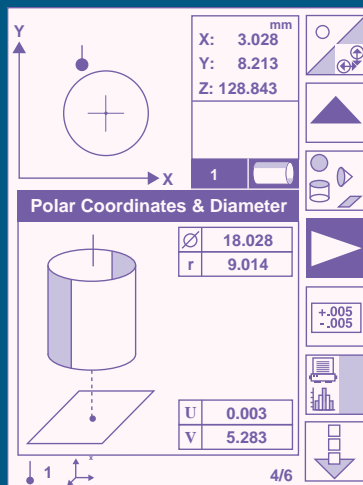 Y
mm
X: 3.028
Y: 8.213
Z: 128.843
X
1
Polar Coordinates & Diameter
Ø 18.028
r 9.014
+.005
-.005
U 0.003
V 5.283
1
4/6